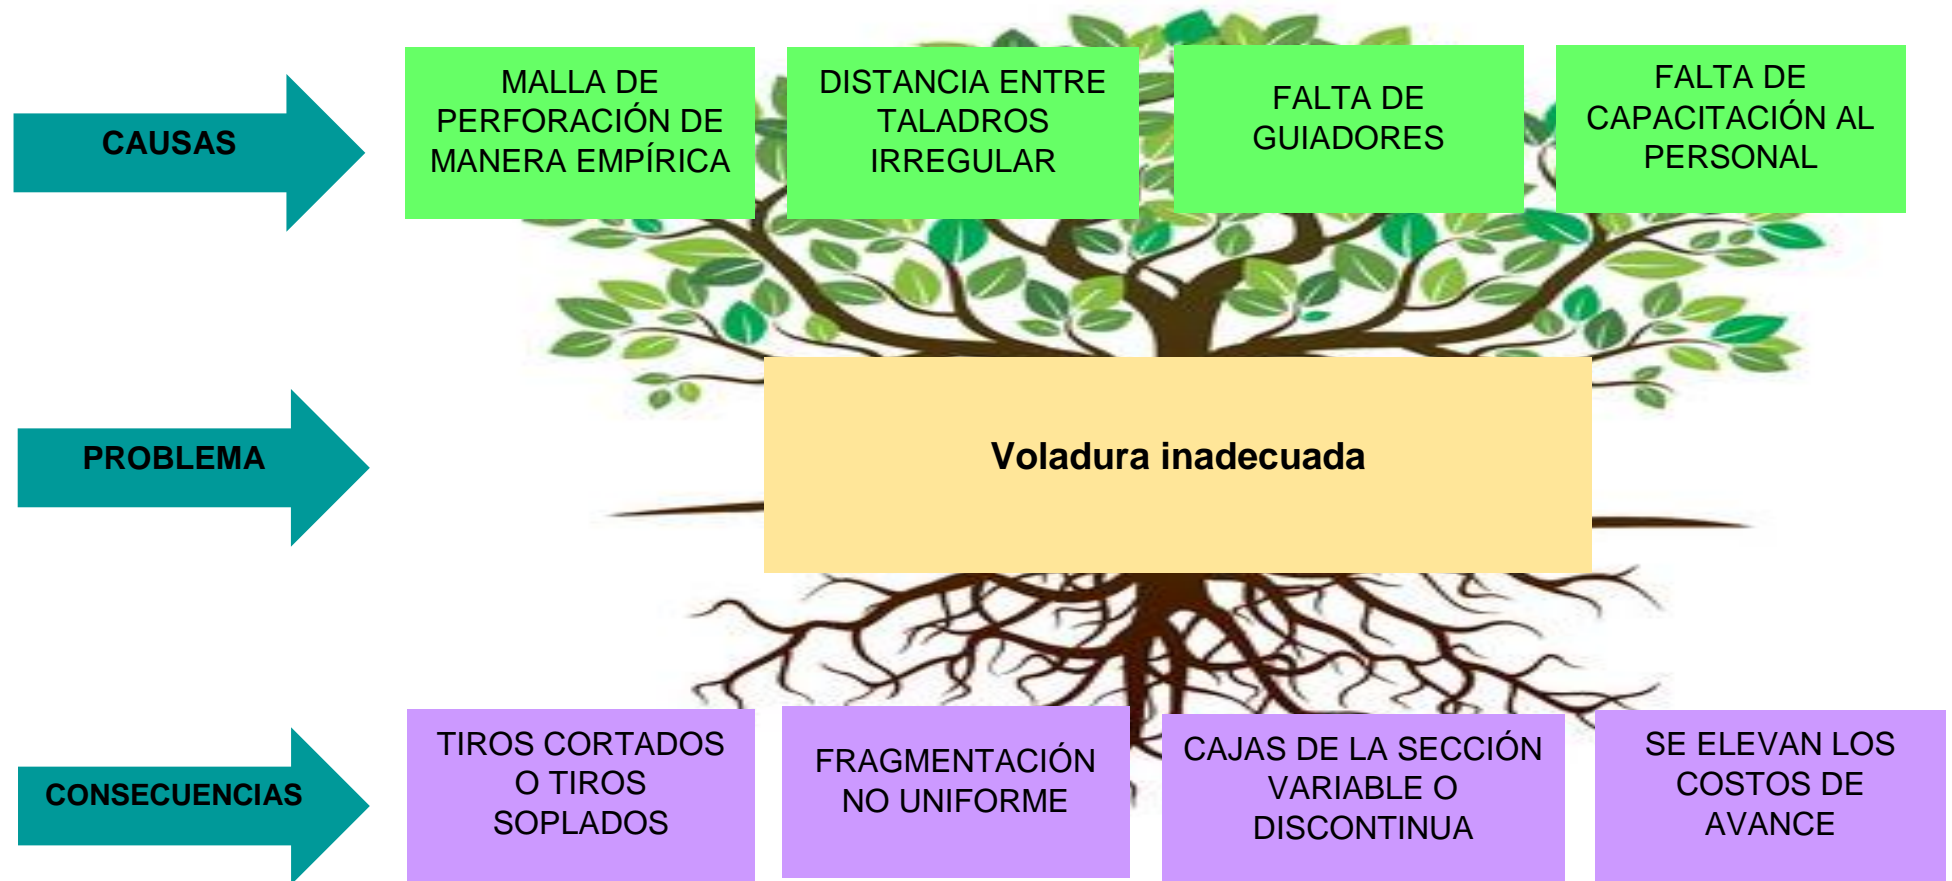 CAUSAS
MALLA DE
PERFORACIÓN DE
MANERA EMPÍRICA
DISTANCIA ENTRE
TALADROS
IRREGULAR
FALTA DE
GUIADORES
FALTA DE
CAPACITACIÓN AL
PERSONAL
PROBLEMA
Voladura inadecuada
CONSECUENCIAS
TIROS CORTADOS
O TIROS
SOPLADOS
FRAGMENTACIÓN
NO UNIFORME
CAJAS DE LA SECCIÓN
VARIABLE O
DISCONTINUA
SE ELEVAN LOS
COSTOS DE
AVANCE